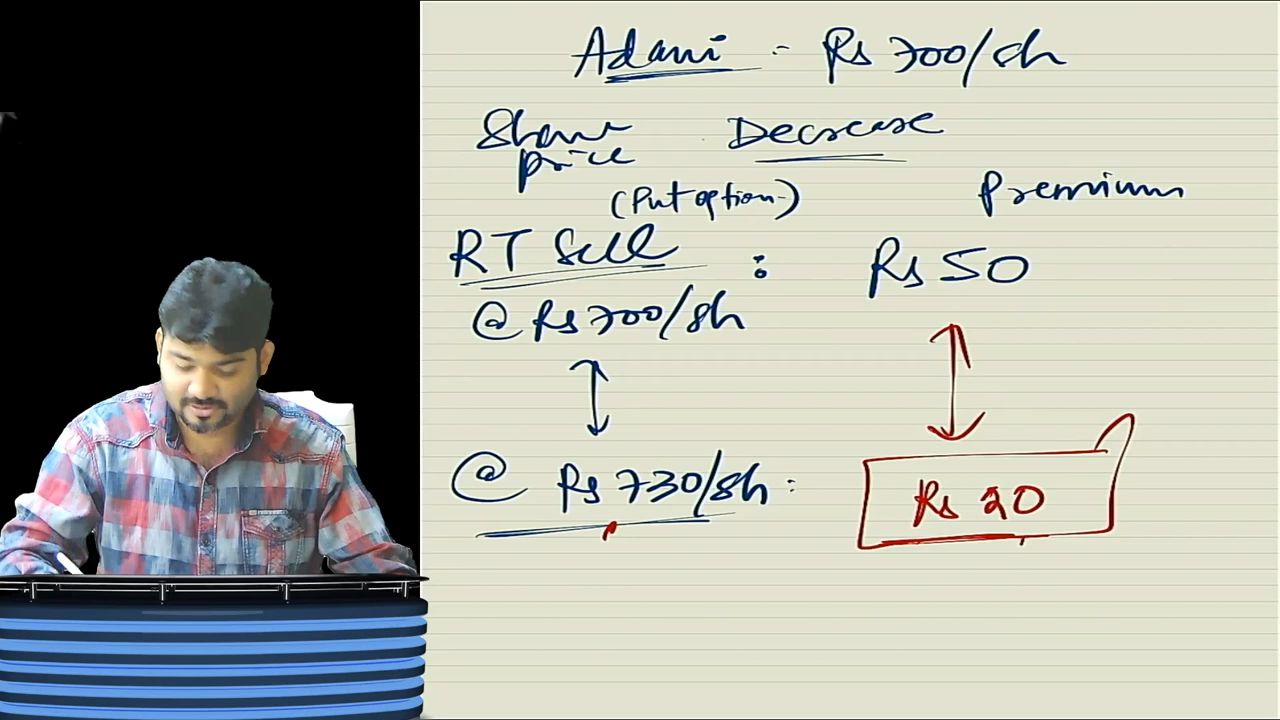 Adani - Rs 700/sh
Share Decrease
price
(Put option) Premium
RT Sell : Rs 50
@ Rs 700/sh
@ Rs 730/sh : Rs 20